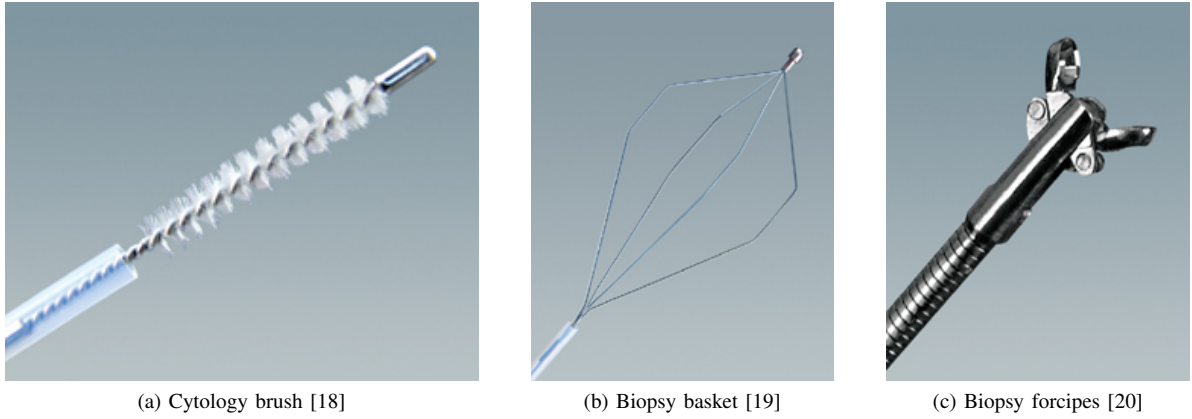 (a) Cytology brush [18]
(b) Biopsy basket [19]
(c) Biopsy forcipes [20]